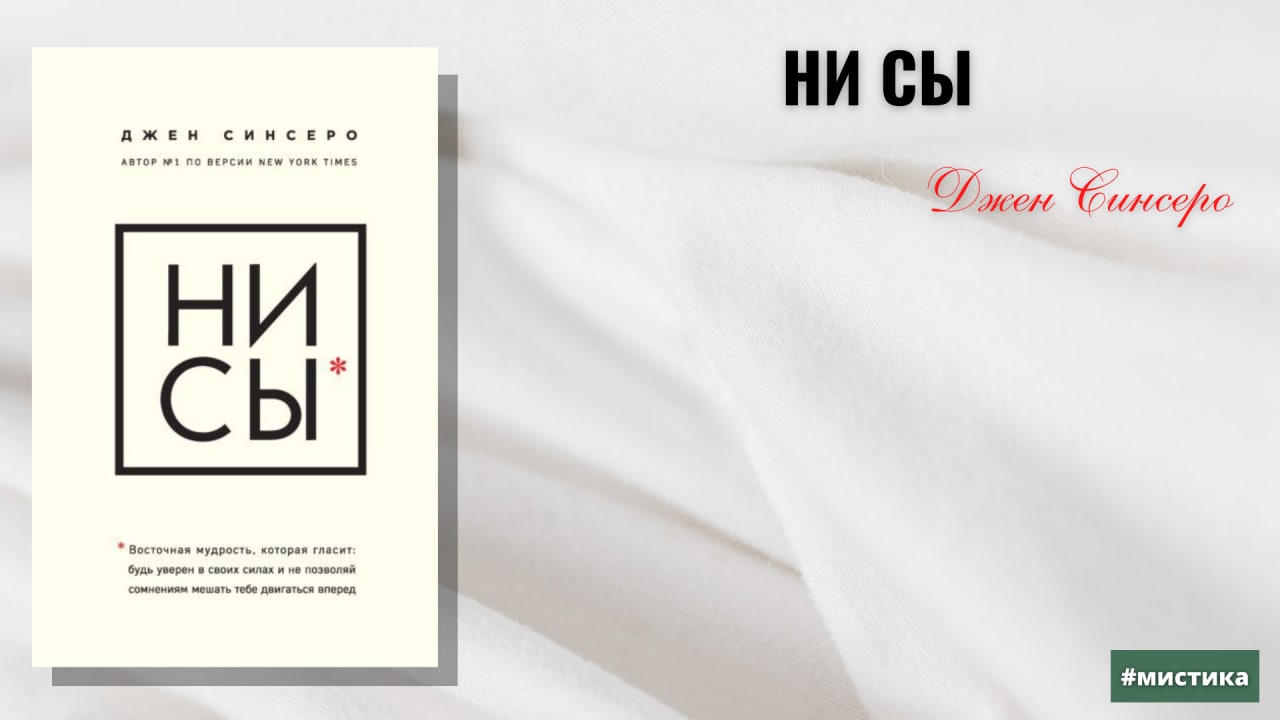 ДЖЕН СИНСЕРО
АВТОР №1 ПО ВЕРСИИ NEW YORK TIMES
НИ
СЫ*
* Восточная мудрость, которая гласит:
будь уверен в своих силах и не позволяй
сомнениям мешать тебе двигаться вперед
НИ СЫ
Джен Синсеро
#мистика